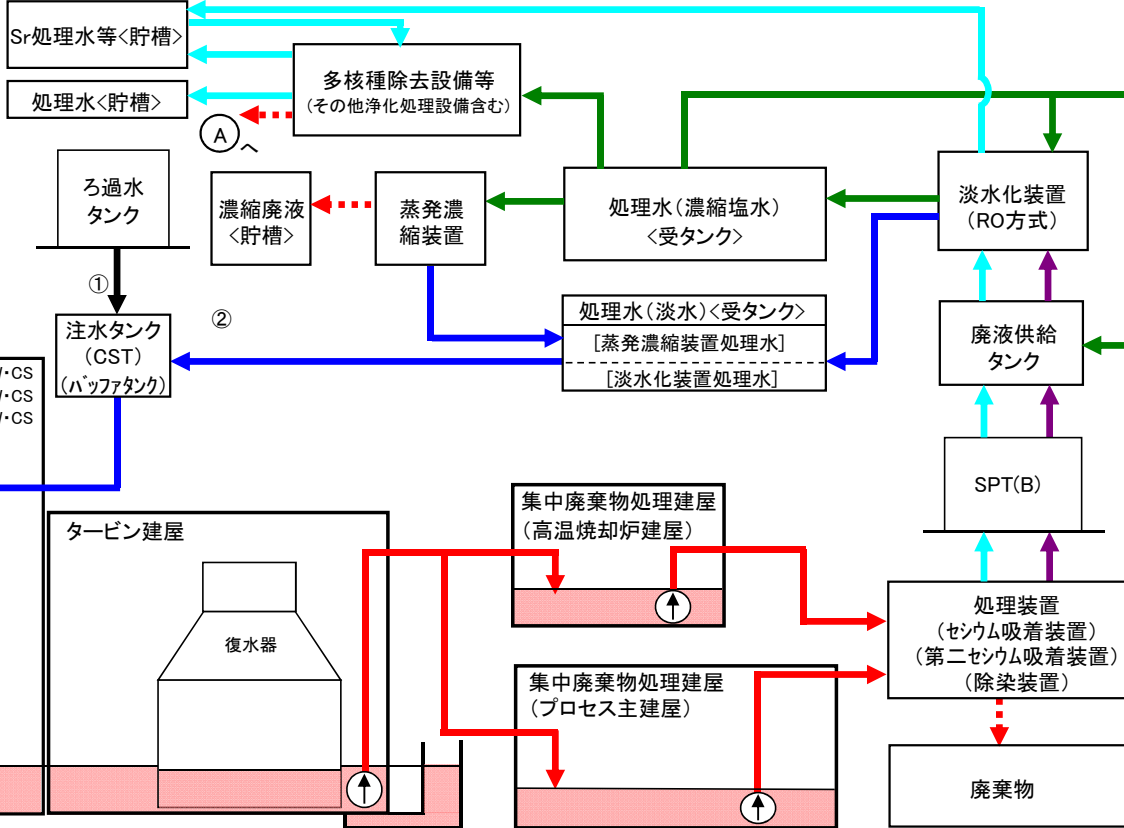 Sr処理水等<貯槽>
多核種除去設備等
(その他浄化処理設備含む)
処理水<貯槽>
A
へ
ろ過水
タンク
濃縮廃液
<貯槽>
蒸発濃
縮装置
処理水(濃縮塩水)
<受タンク>
淡水化装置
(RO方式)
①
②
注水タンク
(CST)
(バッファタンク)
処理水(淡水)<受タンク>
[蒸発濃縮装置処理水]
[淡水化装置処理水]
廃液供給
タンク
・CS
・CS
・CS
SPT(B)
タービン建屋
復水器
集中廃棄物処理建屋
(高温焼却炉建屋)
集中廃棄物処理建屋
(プロセス主建屋)
処理装置
(セシウム吸着装置)
(第二セシウム吸着装置)
(除染装置)
廃棄物